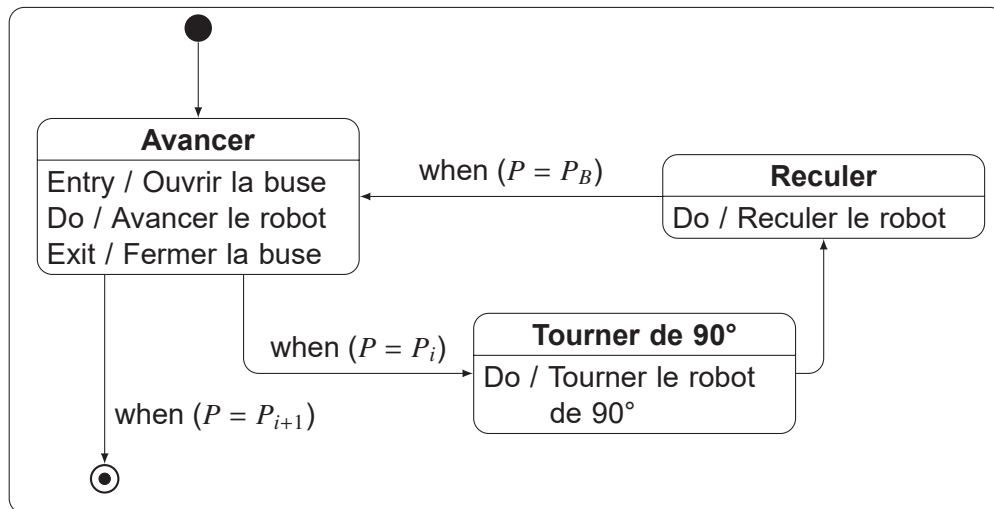 Avancer
Entry / Ouvrir la buse
Do / Avancer le robot
Exit / Fermer la buse
when (P = P_B)
Reculer
Do / Reculer le robot
when (P = P_i)
Tourner de 90°
Do / Tourner le robot
de 90°
when (P = P_{i+1})